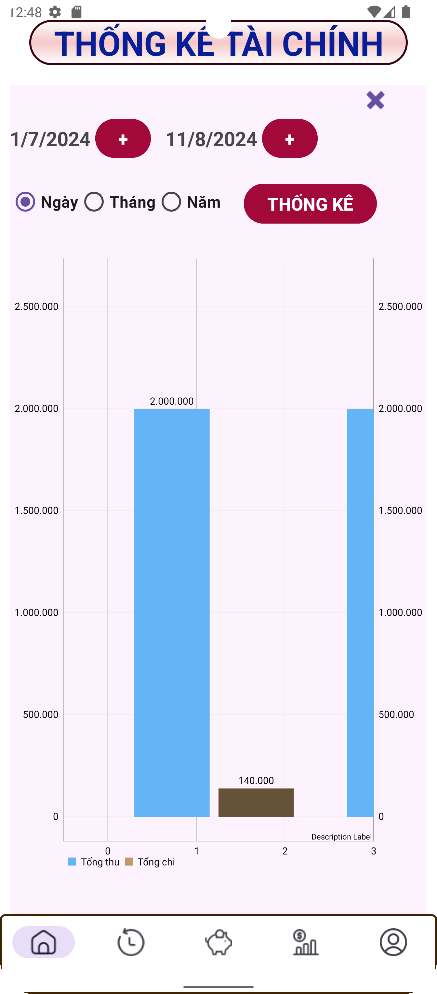 12:48
THỐNG KÊ TÀI CHÍNH
1/7/2024 + 11/8/2024 +
Ngày Tháng Năm THỐNG KÊ
2.500.000 2.500.000
2.000.000 2.000.000 2.000.000
1.500.000 1.500.000
1.000.000 1.000.000
500.000 500.000
140.000
0 0
Description Label
0 1 2 3
Tổng thu Tổng chi